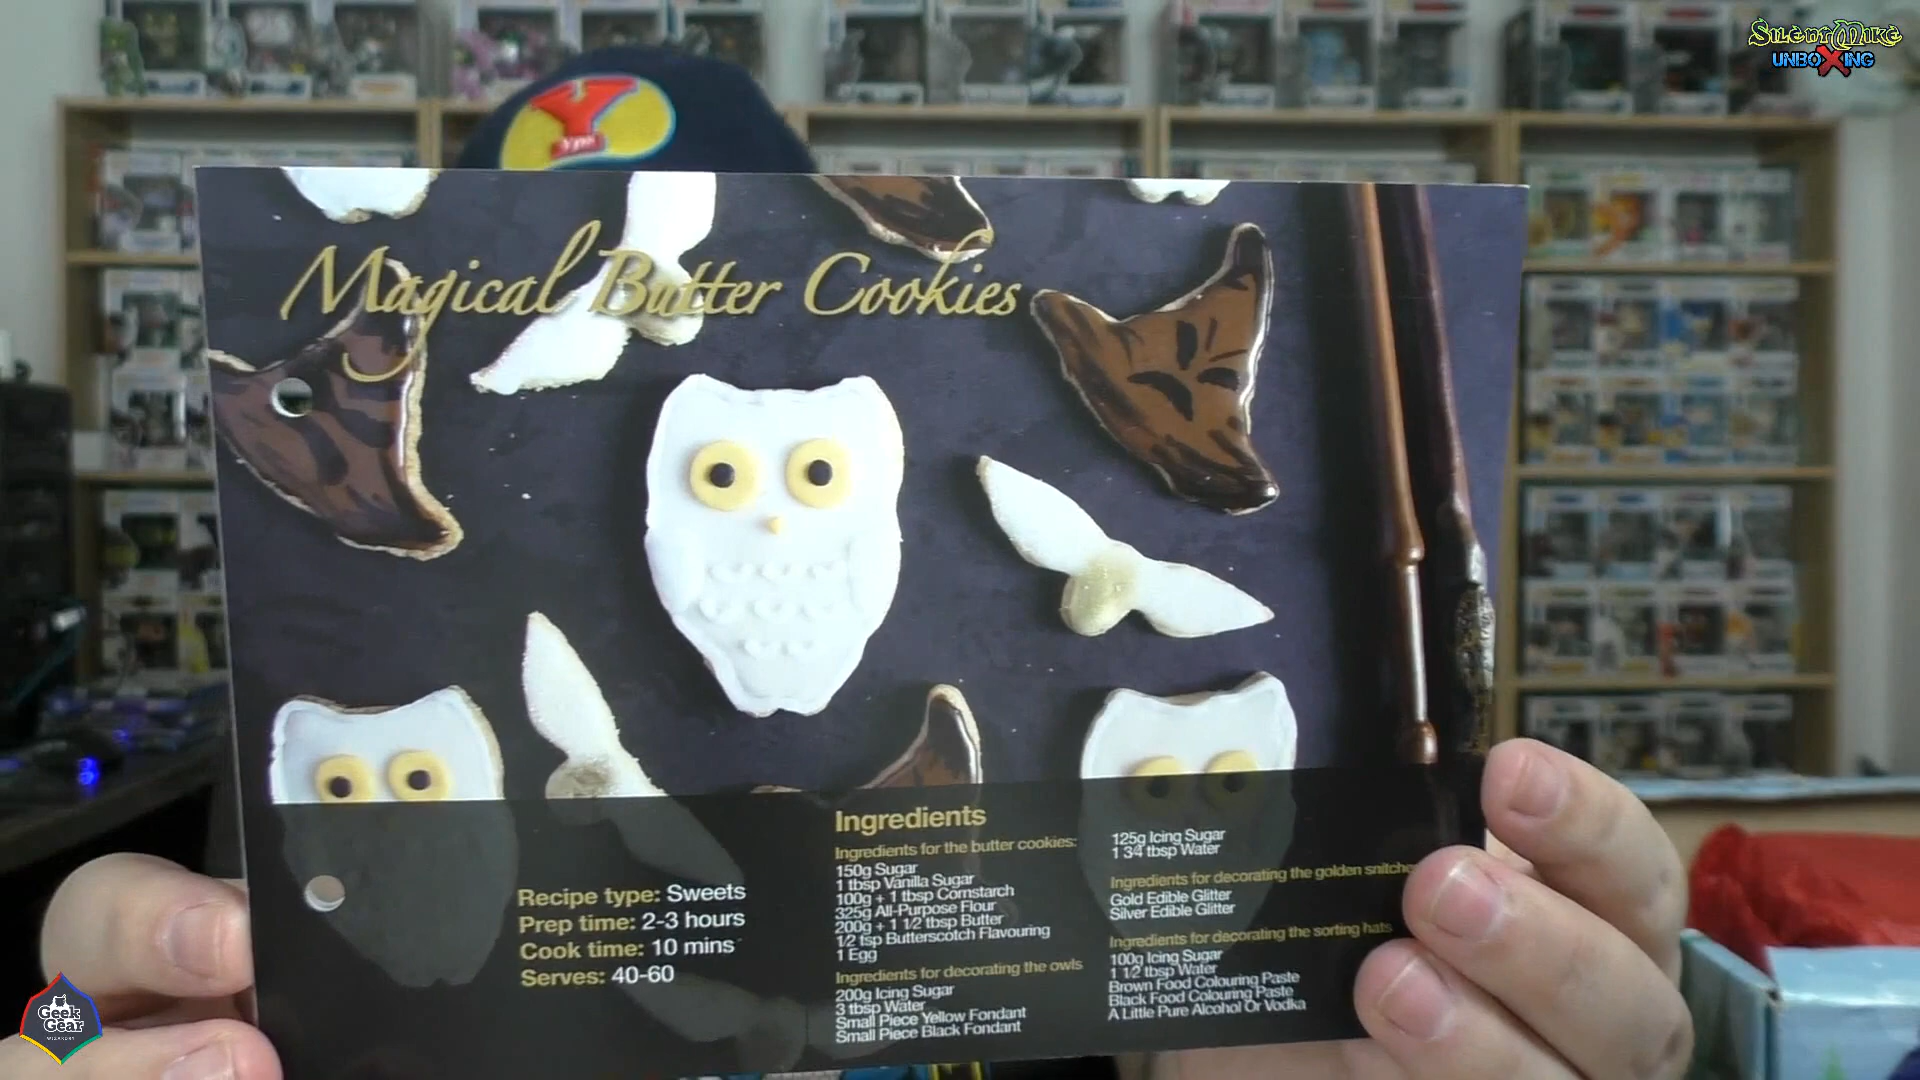 SilentMike
UNBOXING
Y
Yps
Magical Butter Cookies
Recipe type: Sweets
Prep time: 2-3 hours
Cook time: 10 mins
Serves: 40-60
Ingredients
Ingredients for the butter cookies:
150g Sugar
1 tbsp Vanilla Sugar
100g + 1 tbsp Cornstarch
325g All-Purpose Flour
200g + 1 1/2 tbsp Butter
1/2 tsp Butterscotch Flavouring
1 Egg
Ingredients for decorating the owls
200g Icing Sugar
3 tbsp Water
Small Piece Yellow Fondant
Small Piece Black Fondant
125g Icing Sugar
1 3/4 tbsp Water
Ingredients for decorating the golden snitche
Gold Edible Glitter
Silver Edible Glitter
Ingredients for decorating the sorting hats
100g Icing Sugar
1 1/2 tbsp Water
Brown Food Colouring Paste
Black Food Colouring Paste
A Little Pure Alcohol Or Vodka
Geek
Gear
WIZARDRY